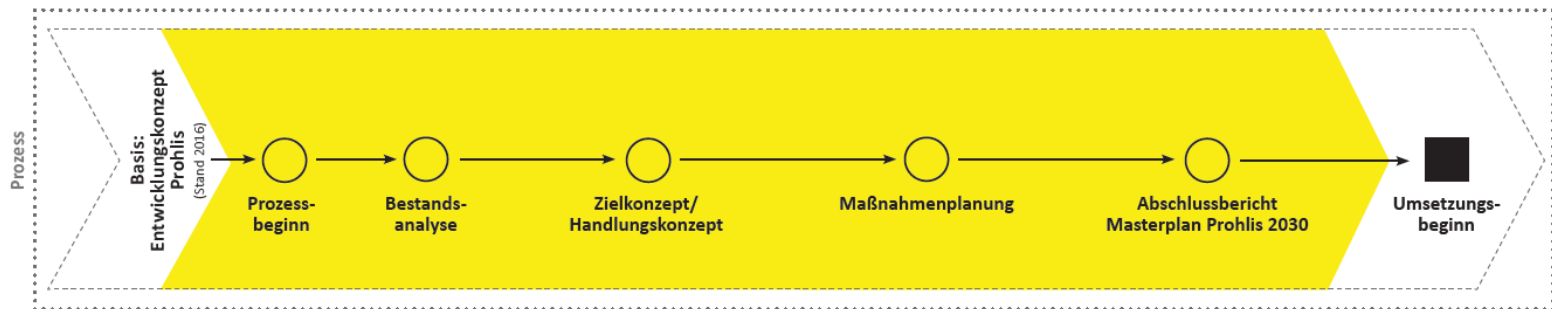 Prozess
Basis:
Entwicklungskonzept
Prohlis
(Stand 2016)
Prozess-
beginn
Bestands-
analyse
Zielkonzept/
Handlungskonzept
Maßnahmenplanung
Abschlussbericht
Masterplan Prohlis 2030
Umsetzungs-
beginn